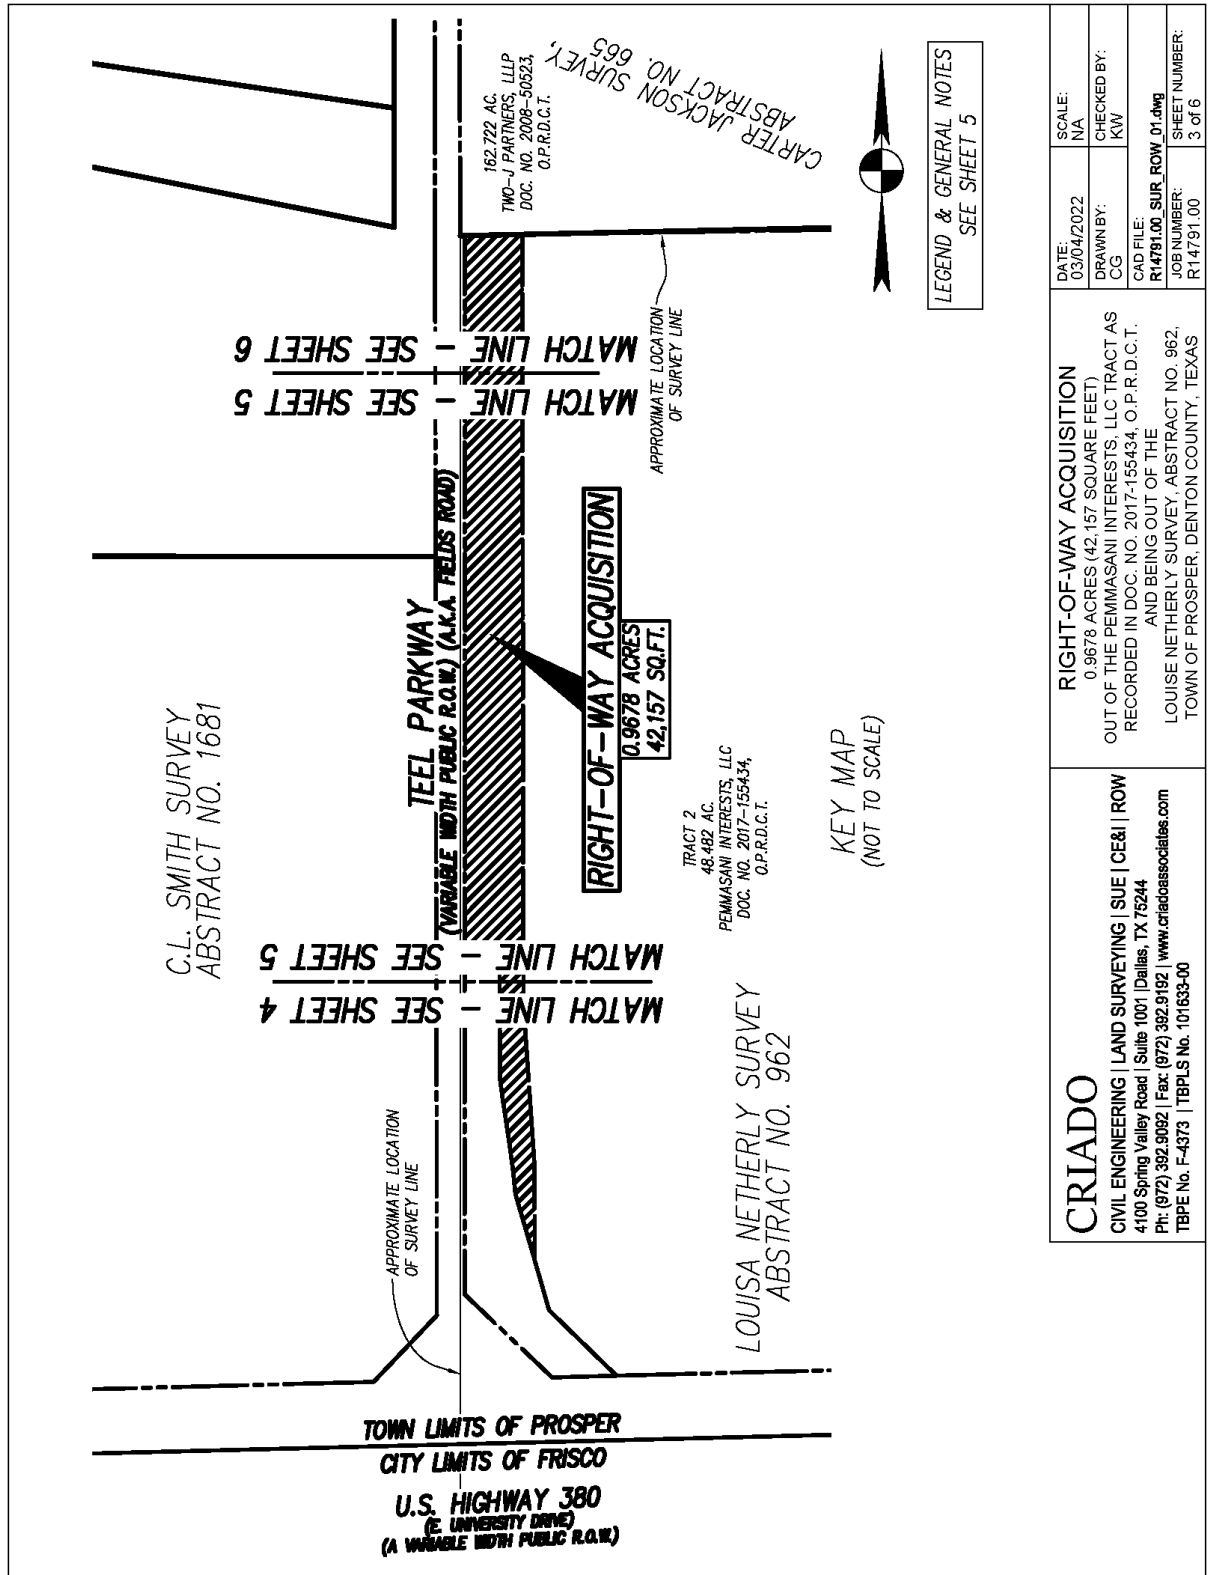 C.L. SMITH SURVEY
ABSTRACT NO. 1681
162.722 AC.
TWO-J PARTNERS, LLLP
DOC. NO. 2008-50523,
O.P.R.D.C.T.
CARTER JACKSON SURVEY,
ABSTRACT NO. 665
MATCH LINE - SEE SHEET 6
MATCH LINE - SEE SHEET 5
TEEL PARKWAY
(VARIABLE WIDTH PUBLIC R.O.W.) (A.K.A. FIELDS ROAD)
APPROXIMATE LOCATION
OF SURVEY LINE
RIGHT-OF-WAY ACQUISITION
0.9678 ACRES
42,157 SQ.FT.
MATCH LINE - SEE SHEET 5
MATCH LINE - SEE SHEET 4
TRACT 2
48.482 AC.
PEMMASANI INTERESTS, LLC
DOC. NO. 2017-155434,
O.P.R.D.C.T.
APPROXIMATE LOCATION
OF SURVEY LINE
LOUISA NETHERLY SURVEY
ABSTRACT NO. 962
KEY MAP
(NOT TO SCALE)
LEGEND & GENERAL NOTES
SEE SHEET 5
TOWN LIMITS OF PROSPER
CITY LIMITS OF FRISCO
U.S. HIGHWAY 380
(E. UNIVERSITY DRIVE)
(A VARIABLE WIDTH PUBLIC R.O.W.)
CRIADO
CIVIL ENGINEERING | LAND SURVEYING | SUE | CE&I | ROW
4100 Spring Valley Road | Suite 1001 |Dallas, TX 75244
Ph: (972) 392.9092 | Fax: (972) 392.9192 | www.criadoassociates.com
TBPE No. F-4373 | TBPLS No. 101633-00
RIGHT-OF-WAY ACQUISITION
0.9678 ACRES (42,157 SQUARE FEET)
OUT OF THE PEMMASANI INTERESTS, LLC TRACT AS
RECORDED IN DOC. NO. 2017-155434, O.P.R.D.C.T.
AND BEING OUT OF THE
LOUISE NETHERLY SURVEY, ABSTRACT NO. 962,
TOWN OF PROSPER, DENTON COUNTY, TEXAS
DATE:
03/04/2022
SCALE:
NA
DRAWN BY:
CG
CHECKED BY:
KW
CAD FILE:
R14791.00_SUR_ROW_01.dwg
JOB NUMBER:
R14791.00
SHEET NUMBER:
3 of 6